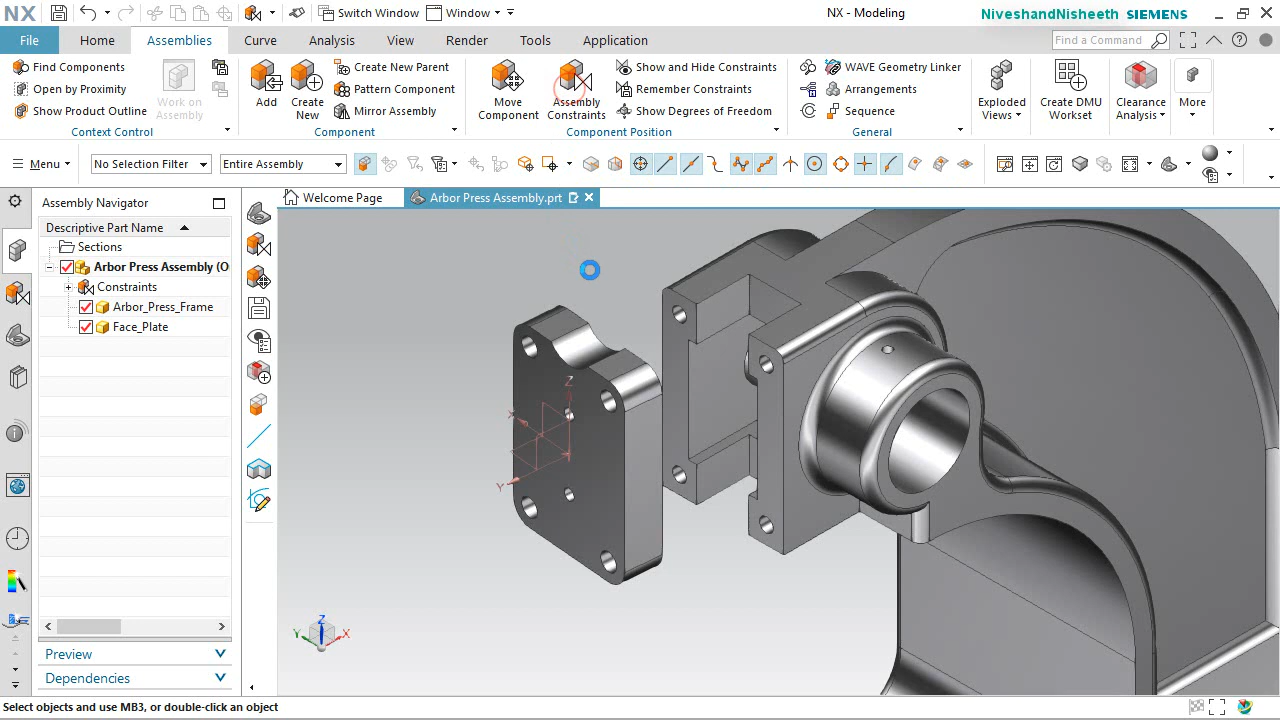 NX
Switch Window
Window
NX - Modeling
NiveshandNisheeth SIEMENS
File
Home
Assemblies
Curve
Analysis
View
Render
Tools
Application
Find a Command
Find Components
Open by Proximity
Show Product Outline
Work on
Assembly
Context Control
Add
Create
New
Create New Parent
Pattern Component
Mirror Assembly
Component
Move
Component
Assembly
Constraints
Show and Hide Constraints
Remember Constraints
Show Degrees of Freedom
Component Position
WAVE Geometry Linker
Arrangements
Sequence
General
Exploded
Views
Create DMU
Workset
Clearance
Analysis
More
Menu
No Selection Filter
Entire Assembly
Assembly Navigator
Welcome Page
Arbor Press Assembly.prt
Descriptive Part Name
Sections
Arbor Press Assembly (O
Constraints
Arbor_Press_Frame
Face_Plate
Z
X
Y
Z
Y
X
Preview
Dependencies
Select objects and use MB3, or double-click an object